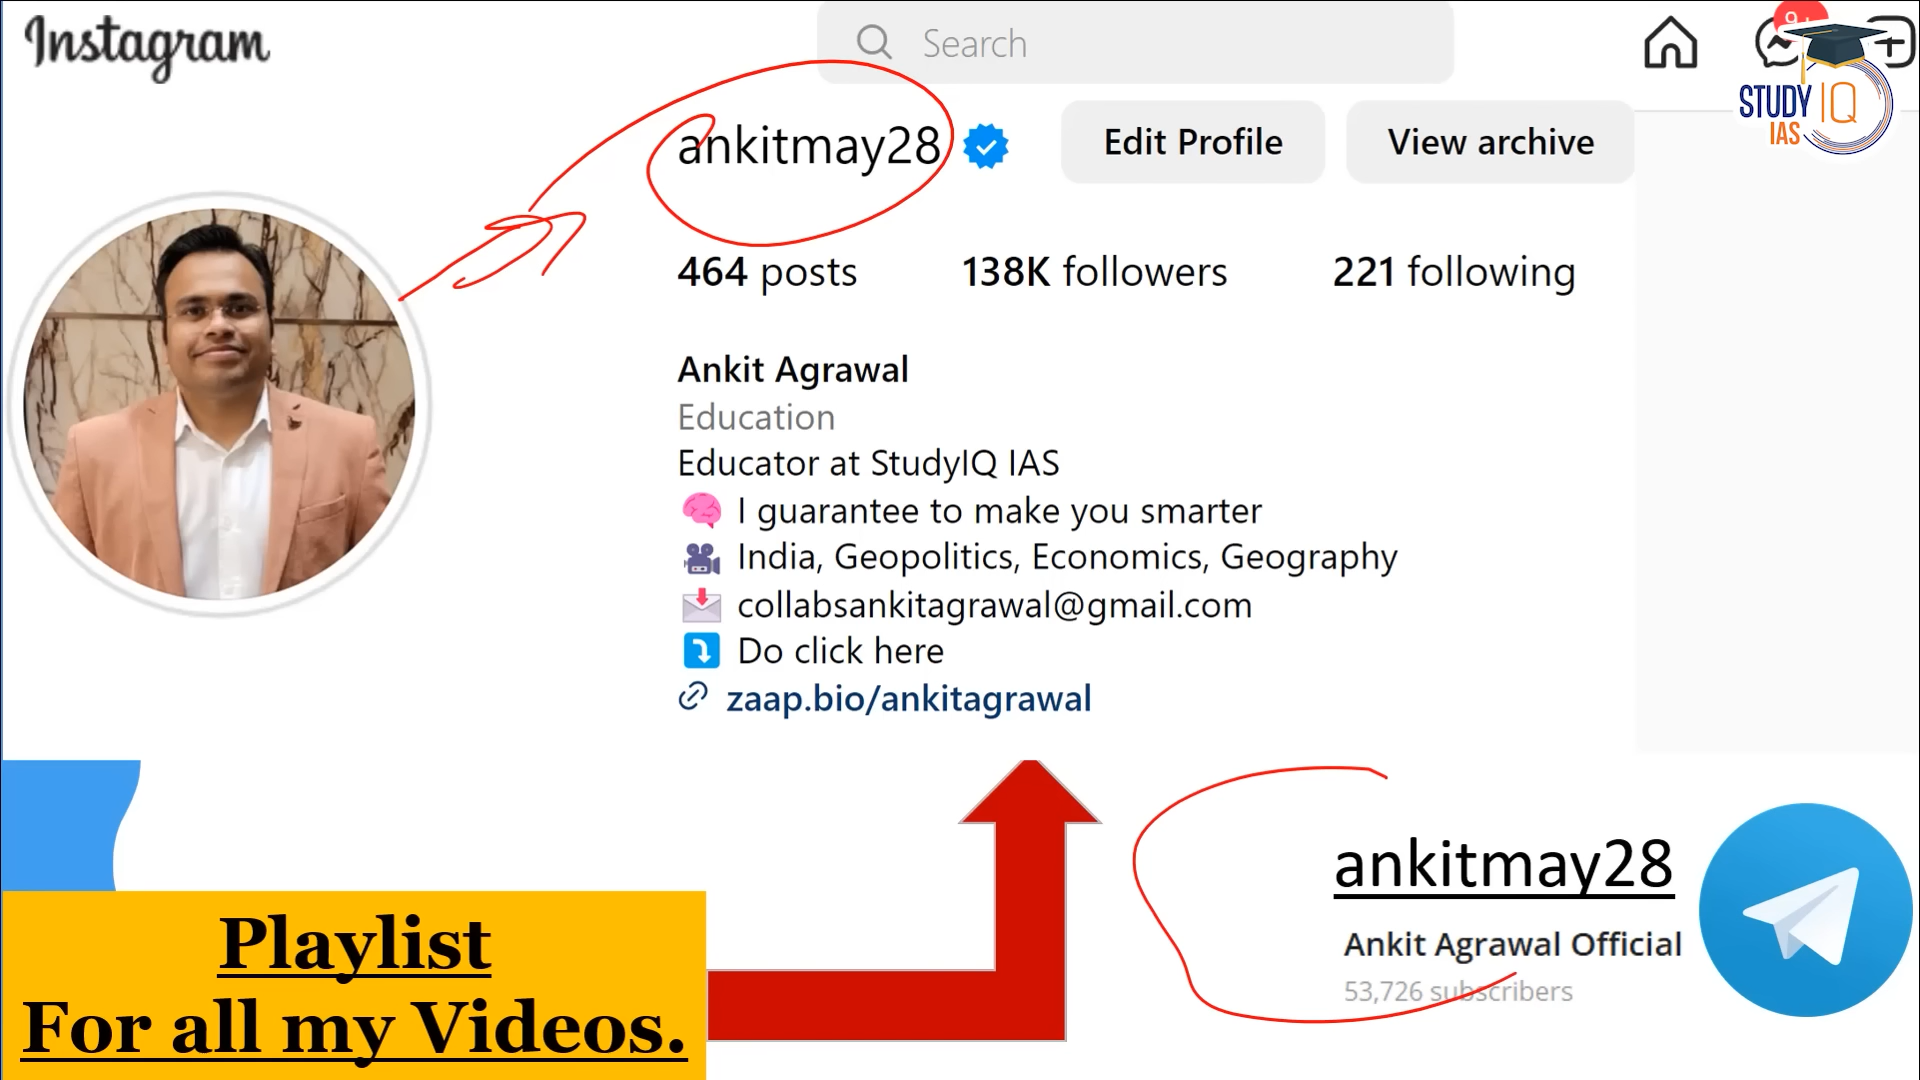 Instagram
Search
9+
STUDY IQ
IAS
ankitmay28
Edit Profile
View archive
464 posts
138K followers
221 following
Ankit Agrawal
Education
Educator at StudyIQ IAS
I guarantee to make you smarter
India, Geopolitics, Economics, Geography
collabsankitagrawal@gmail.com
Do click here
zaap.bio/ankitagrawal
ankitmay28
Ankit Agrawal Official
53,726 subscribers
Playlist
For all my Videos.